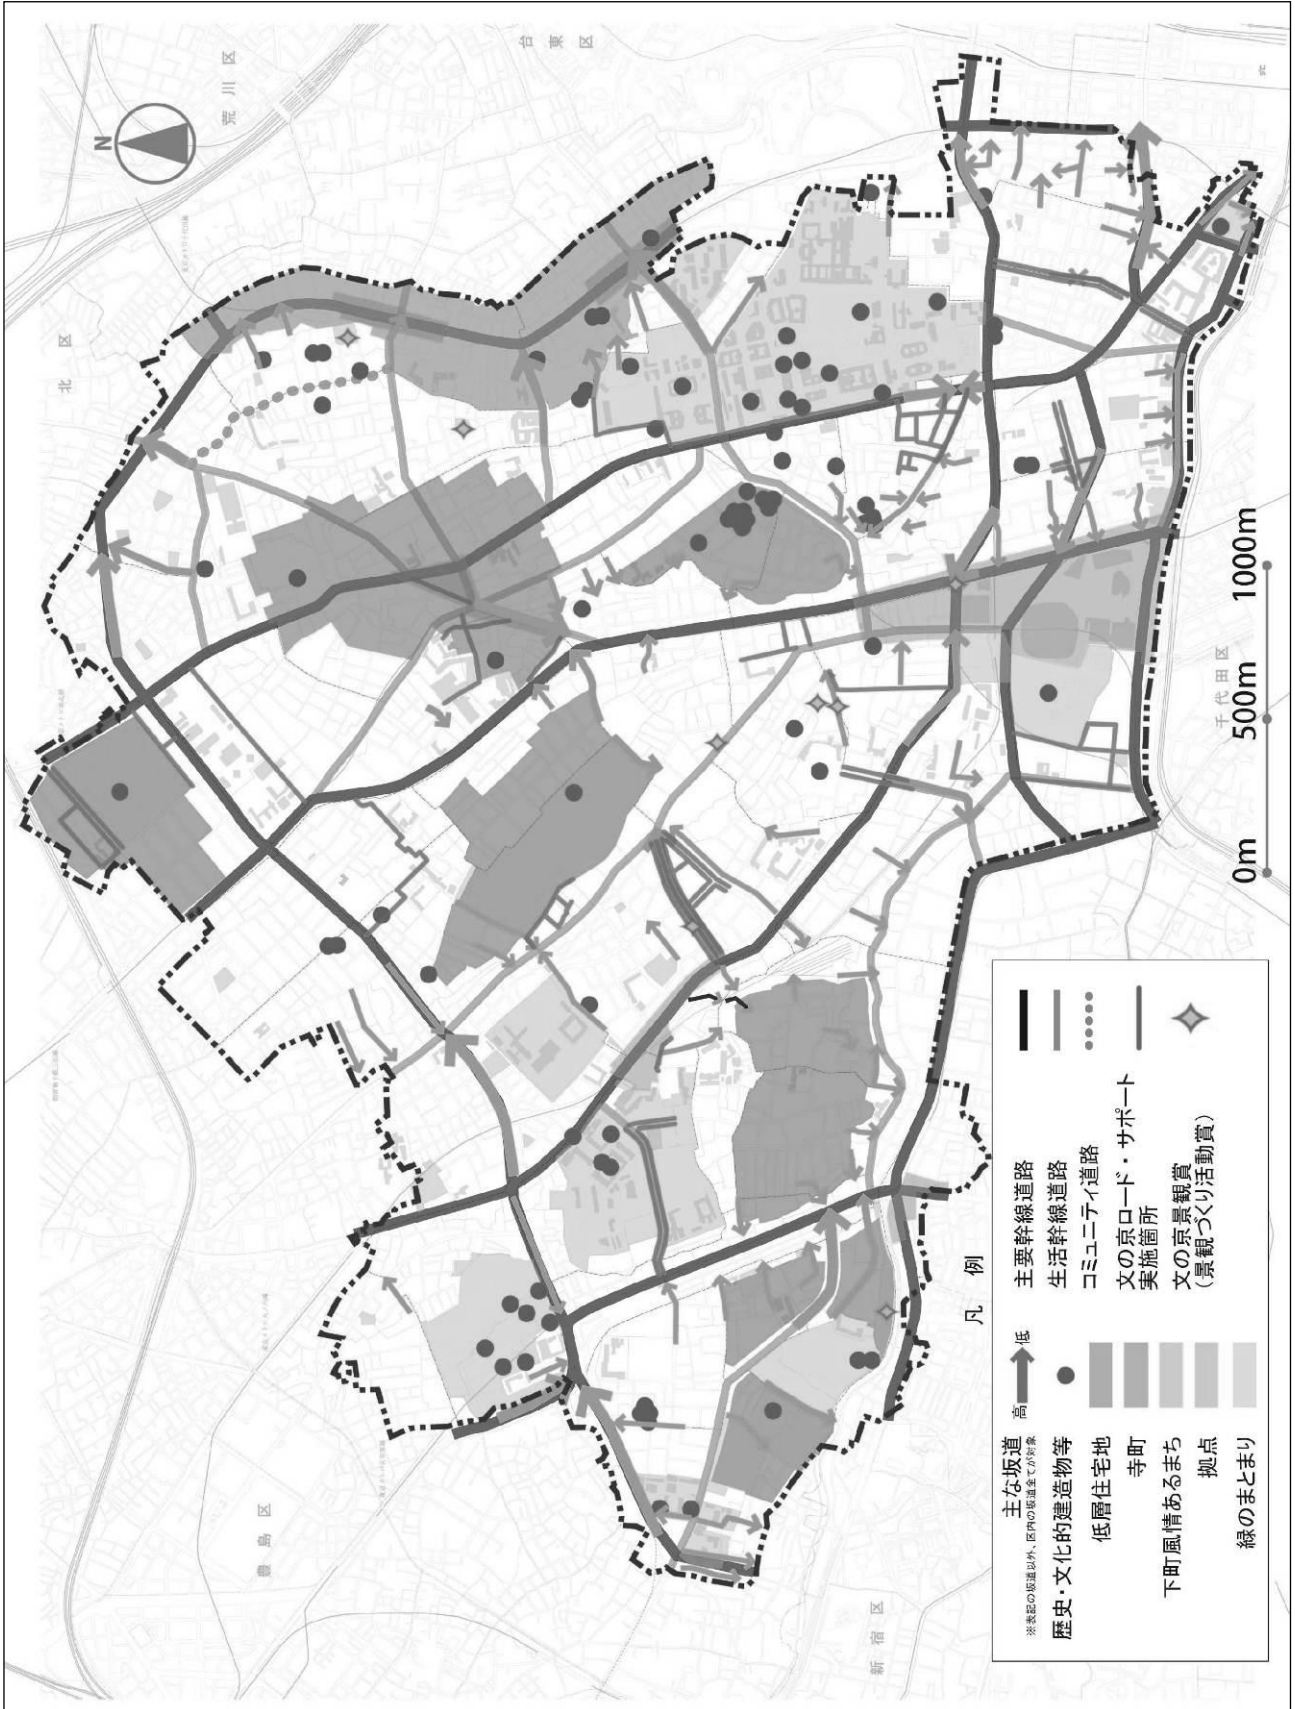 N
荒川区
台東区
北区
千代田区
豊島区
新宿区
0m
500m
1000m
凡例
主な坂道
高
低
※表記の坂道以外、区内の坂道全てが対象
歴史・文化的建造物等
低層住宅地
寺町
下町風情あるまち
拠点
緑のまとまり
主要幹線道路
生活幹線道路
コミュニティ道路
文の京ロード・サポート
実施箇所
文の京景観賞
(景観づくり活動賞)